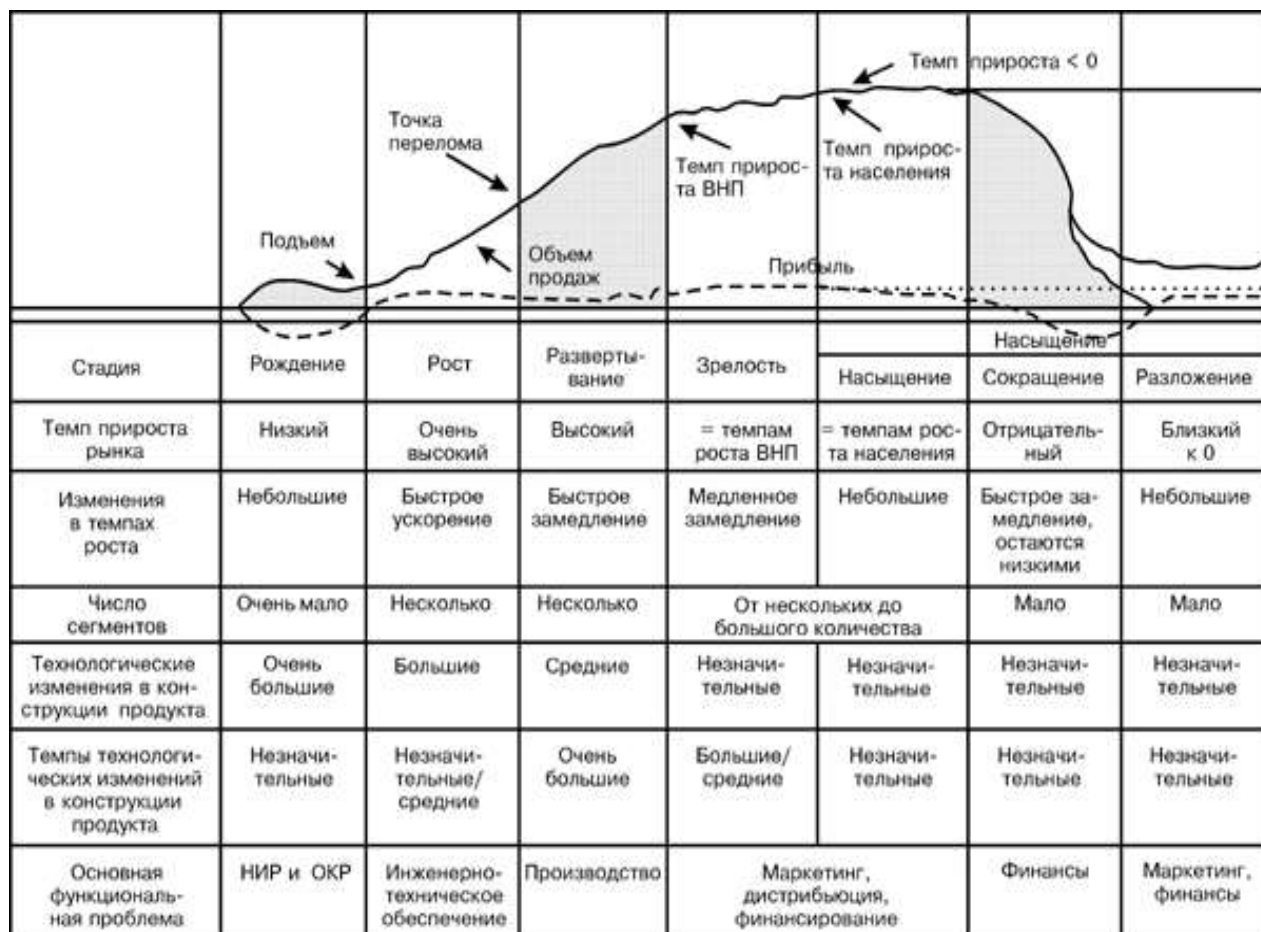 Темп прироста < 0
Точка
перелома
Темп прирос-
та ВНП
Темп прирос-
та населения
Подъем
Объем
продаж
Прибыль
Стадия
Рождение
Рост
Разверты-
вание
Зрелость
Насыщение
Насыщение
Сокращение
Разложение
Темп прироста
рынка
Низкий
Очень
высокий
Высокий
= темпам
роста ВНП
= темпам рос-
та населения
Отрицатель-
ный
Близкий
к 0
Изменения
в темпах
роста
Небольшие
Быстрое
ускорение
Быстрое
замедление
Медленное
замедление
Небольшие
Быстрое за-
медление,
остаются
низкими
Небольшие
Число
сегментов
Очень мало
Несколько
Несколько
От нескольких до
большого количества
Мало
Мало
Технологические
изменения в кон-
струкции продукта
Очень
большие
Большие
Средние
Незначи-
тельные
Незначи-
тельные
Незначи-
тельные
Незначи-
тельные
Темпы технологи-
ческих изменений
в конструкции
продукта
Незначи-
тельные
Незначи-
тельные/
средние
Очень
большие
Большие/
средние
Незначи-
тельные
Незначи-
тельные
Незначи-
тельные
Основная
функциональ-
ная проблема
НИР и ОКР
Инженерно-
техническое
обеспечение
Производство
Маркетинг,
дистрибьюция,
финансирование
Финансы
Маркетинг,
финансы